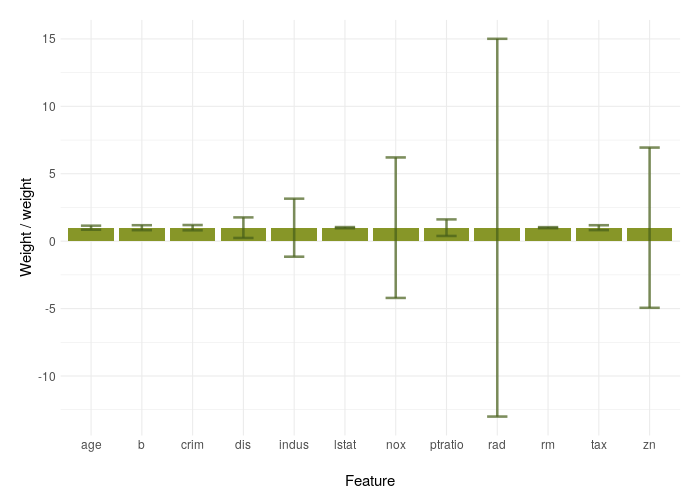 15
10
5
0
-5
-10
Weight / weight
age b crim dis indus lstat nox ptratio rad rm tax zn
Feature